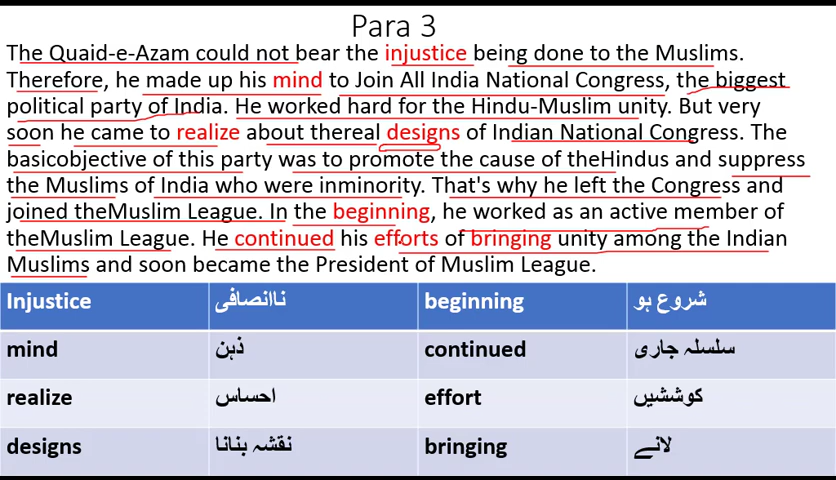 Para 3
The Quaid-e-Azam could not bear the injustice being done to the Muslims.
Therefore, he made up his mind to Join All India National Congress, the biggest
political party of India. He worked hard for the Hindu-Muslim unity. But very
soon he came to realize about thereal designs of Indian National Congress. The
basicobjective of this party was to promote the cause of theHindus and suppress
the Muslims of India who were inminority. That's why he left the Congress and
joined theMuslim League. In the beginning, he worked as an active member of
theMuslim League. He continued his efforts of bringing unity among the Indian
Muslims and soon became the President of Muslim League.
Injustice ناانصافی beginning شروع ہو
mind ذہن continued سلسلہ جاری
realize احساس effort کوششیں
designs نقشہ بنانا bringing لانے